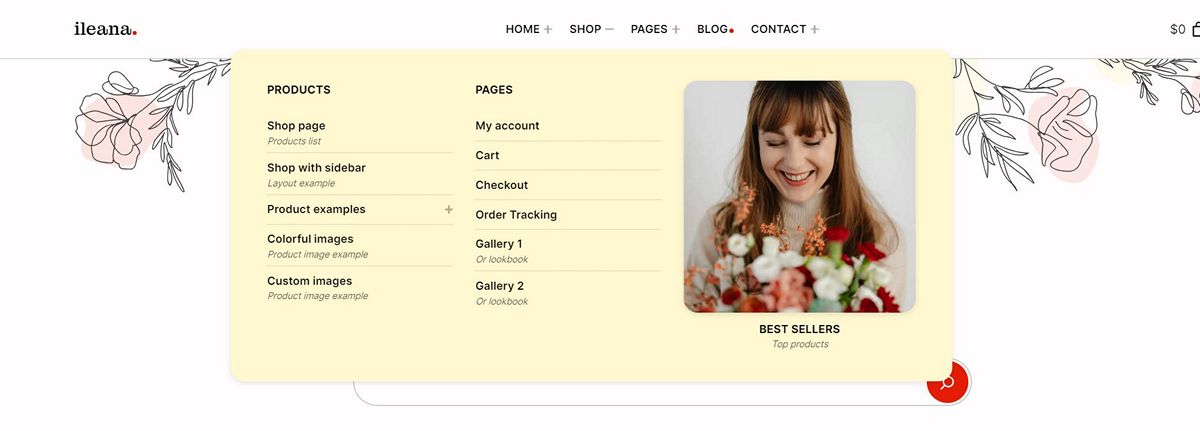 ileana.
HOME + SHOP — PAGES + BLOG CONTACT + $0
PRODUCTS
Shop page
Products list
Shop with sidebar
Layout example
Product examples +
Colorful images
Product image example
Custom images
Product image example
PAGES
My account
Cart
Checkout
Order Tracking
Gallery 1
Or lookbook
Gallery 2
Or lookbook
BEST SELLERS
Top products